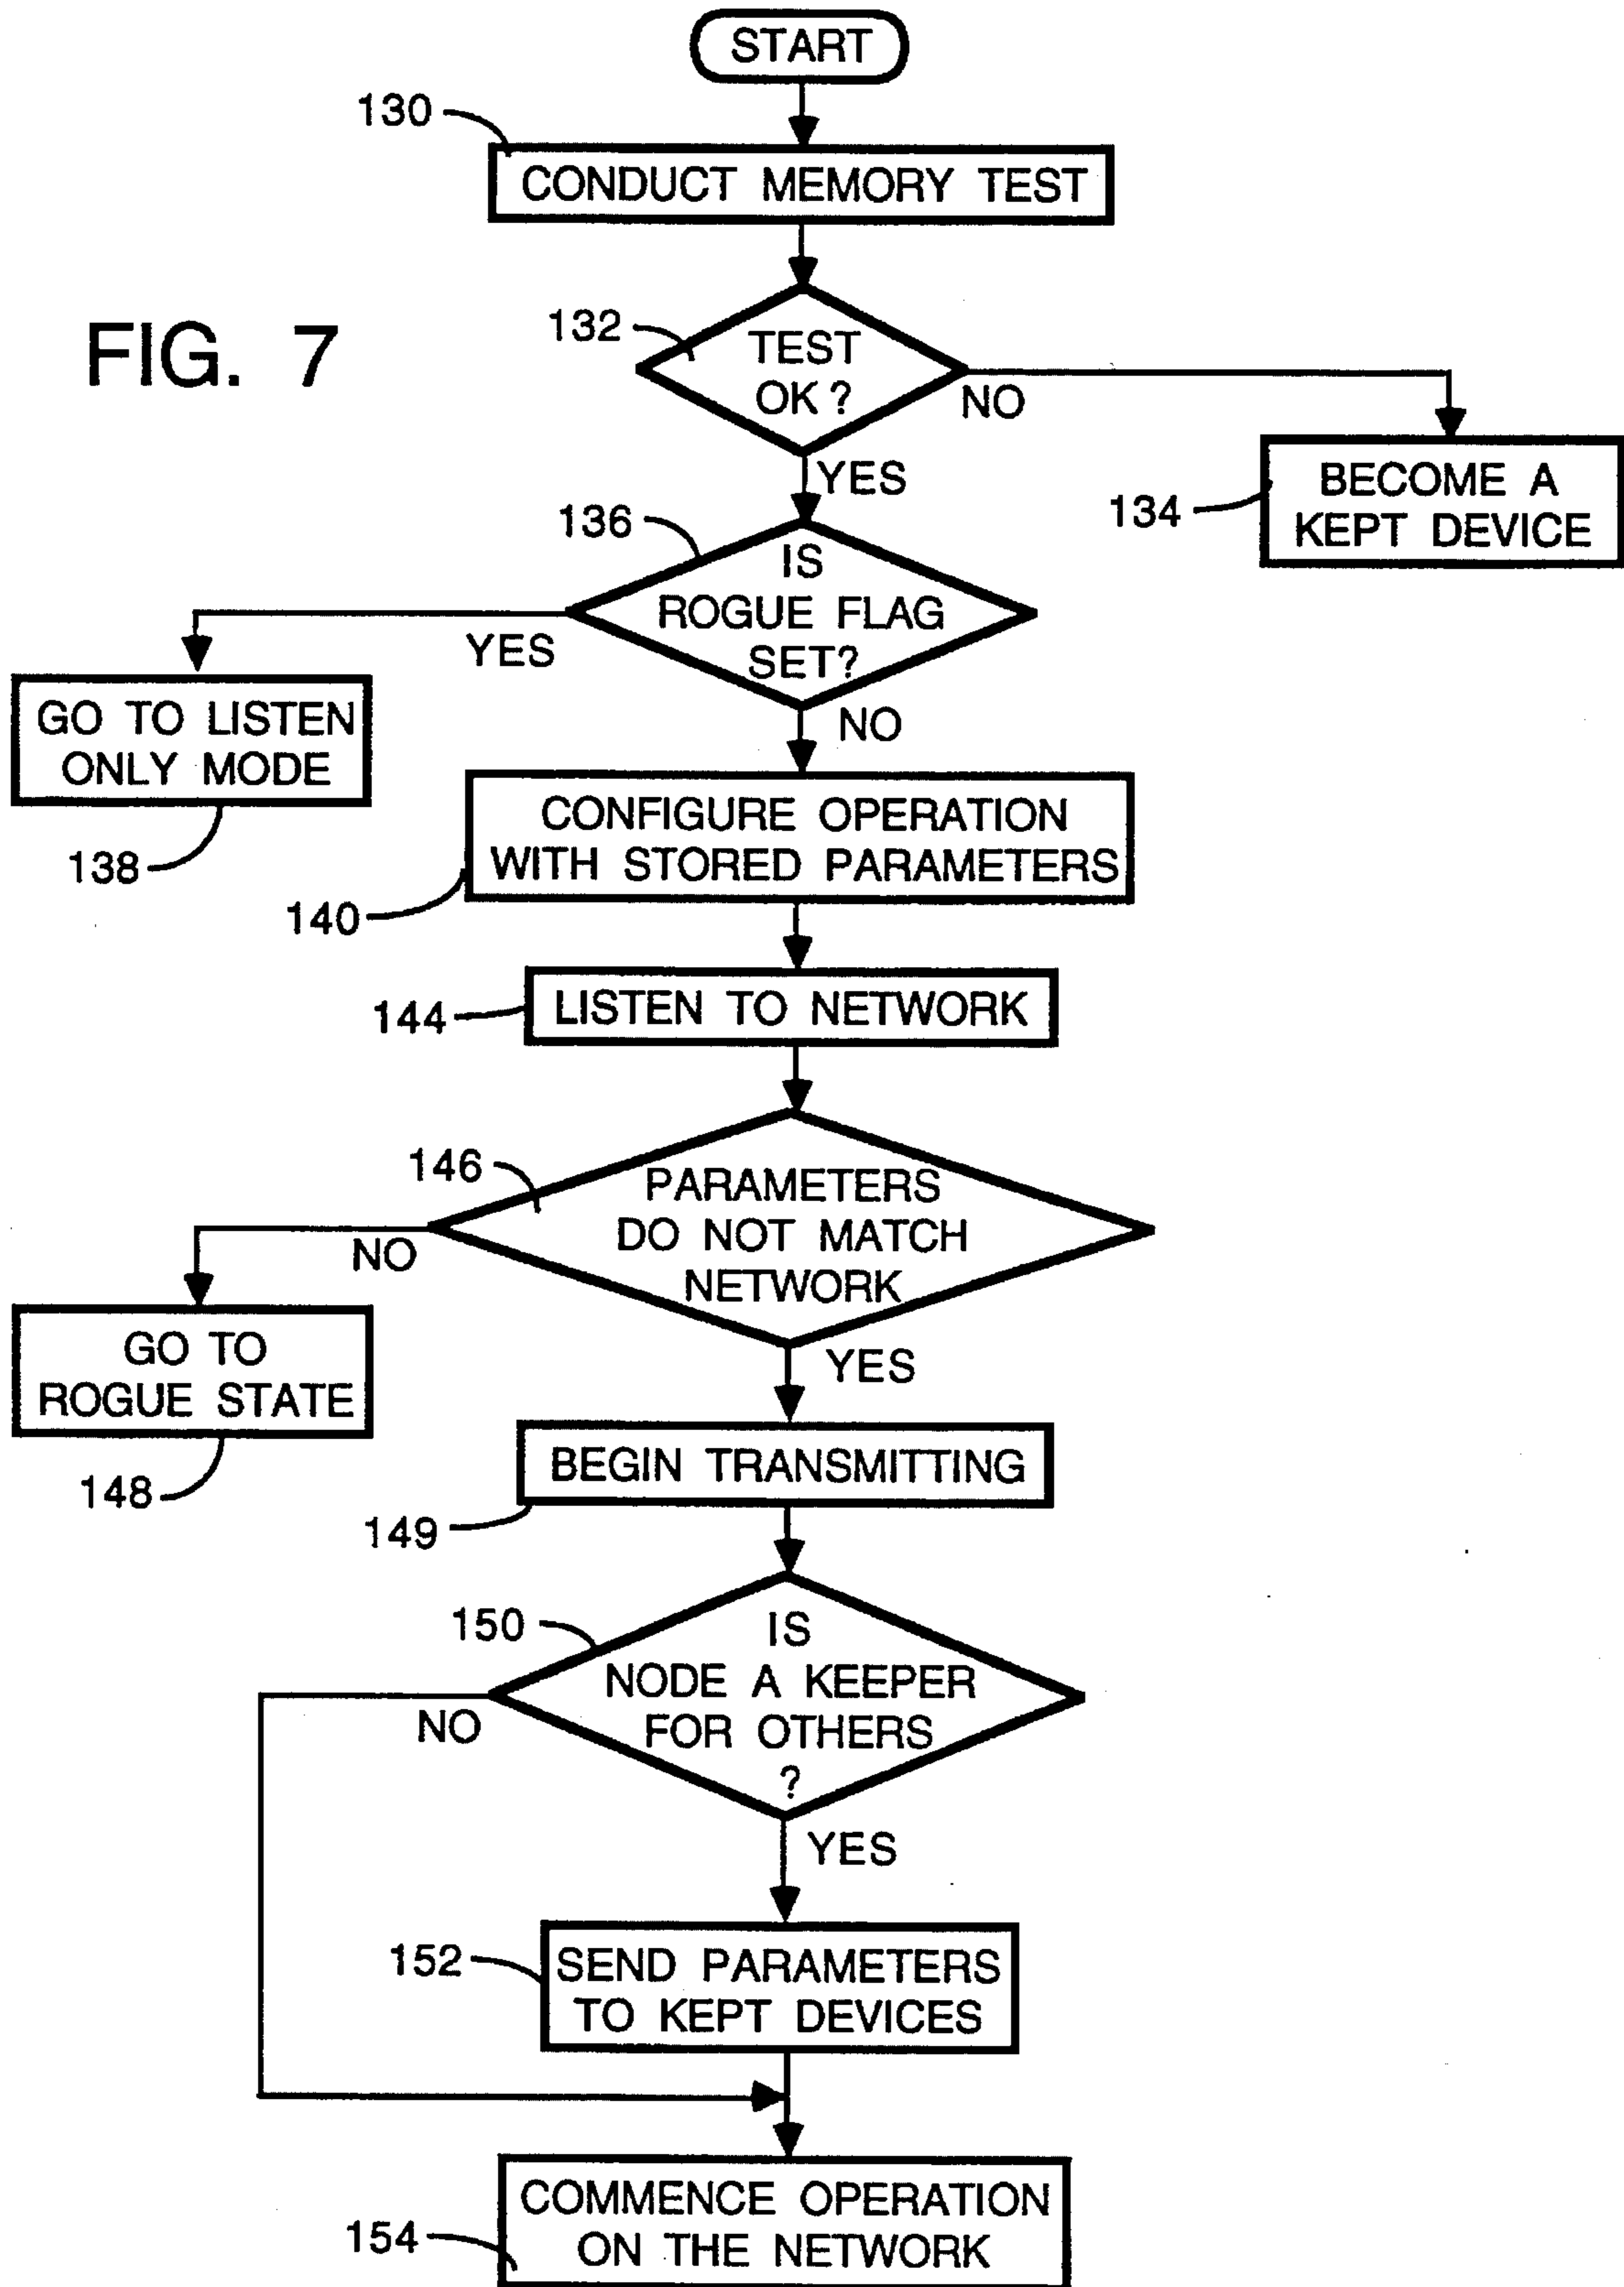 START
130
CONDUCT MEMORY TEST
FIG. 7
132
TEST
OK ?
NO
YES
134
BECOME A
KEPT DEVICE
136
IS
ROGUE FLAG
SET?
YES
NO
GO TO LISTEN
ONLY MODE
138
CONFIGURE OPERATION
WITH STORED PARAMETERS
140
LISTEN TO NETWORK
144
146
PARAMETERS
DO NOT MATCH
NETWORK
NO
YES
GO TO
ROGUE STATE
148
BEGIN TRANSMITTING
149
150
IS
NODE A KEEPER
FOR OTHERS
?
NO
YES
152
SEND PARAMETERS
TO KEPT DEVICES
COMMENCE OPERATION
ON THE NETWORK
154